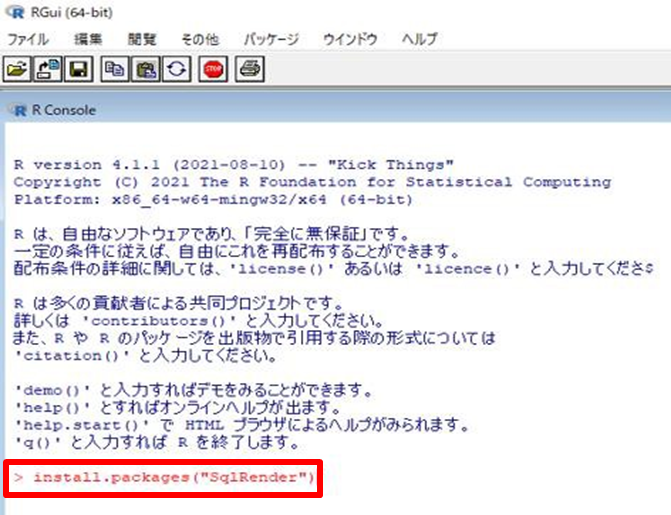 RGui (64-bit)
ファイル 編集 閲覧 その他 パッケージ ウインドウ ヘルプ
STOP
R Console
R version 4.1.1 (2021-08-10) -- "Kick Things"
Copyright (C) 2021 The R Foundation for Statistical Computing
Platform: x86_64-w64-mingw32/x64 (64-bit)
R は、自由なソフトウェアであり、「完全に無保証」です。
一定の条件に従えば、自由にこれを再配布することができます。
配布条件の詳細に関しては、'license()' あるいは 'licence()' と入力してくださ$
R は多くの貢献者による共同プロジェクトです。
詳しくは 'contributors()' と入力してください。
また、R や R のパッケージを出版物で引用する際の形式については
'citation()' と入力してください。
'demo()' と入力すればデモをみることができます。
'help()' とすればオンラインヘルプが出ます。
'help.start()' で HTML ブラウザによるヘルプがみられます。
'q()' と入力すれば R を終了します。
> install.packages("SqlRender")